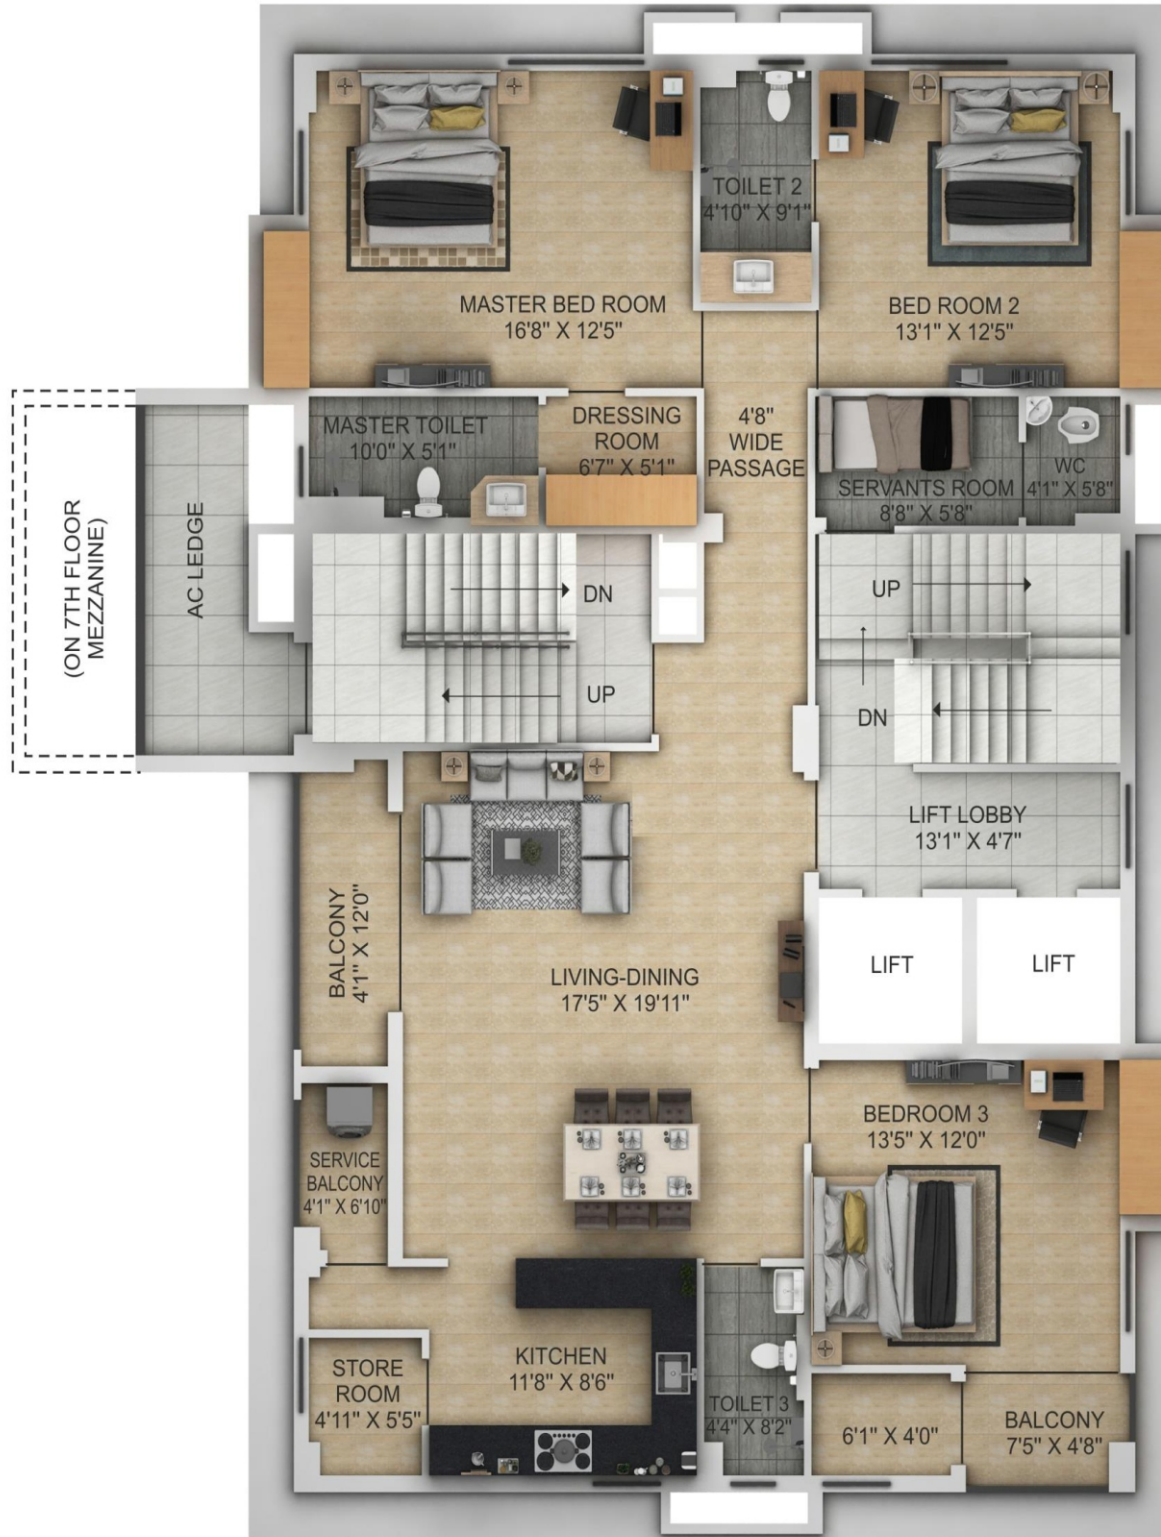 TOILET 2
4'10" X 9'1"
MASTER BED ROOM
16'8" X 12'5"
BED ROOM 2
13'1" X 12'5"
MASTER TOILET
10'0" X 5'1"
DRESSING
ROOM
6'7" X 5'1"
4'8"
WIDE
PASSAGE
SERVANTS ROOM
8'8" X 5'8"
WC
4'1" X 5'8"
(ON 7TH FLOOR
MEZZANINE)
AC LEDGE
DN
UP
UP
DN
LIFT LOBBY
13'1" X 4'7"
BALCONY
4'1" X 12'0"
LIVING-DINING
17'5" X 19'11"
LIFT
LIFT
BEDROOM 3
13'5" X 12'0"
SERVICE
BALCONY
4'1" X 6'10"
STORE
ROOM
4'11" X 5'5"
KITCHEN
11'8" X 8'6"
TOILET 3
4'4" X 8'2"
6'1" X 4'0"
BALCONY
7'5" X 4'8"